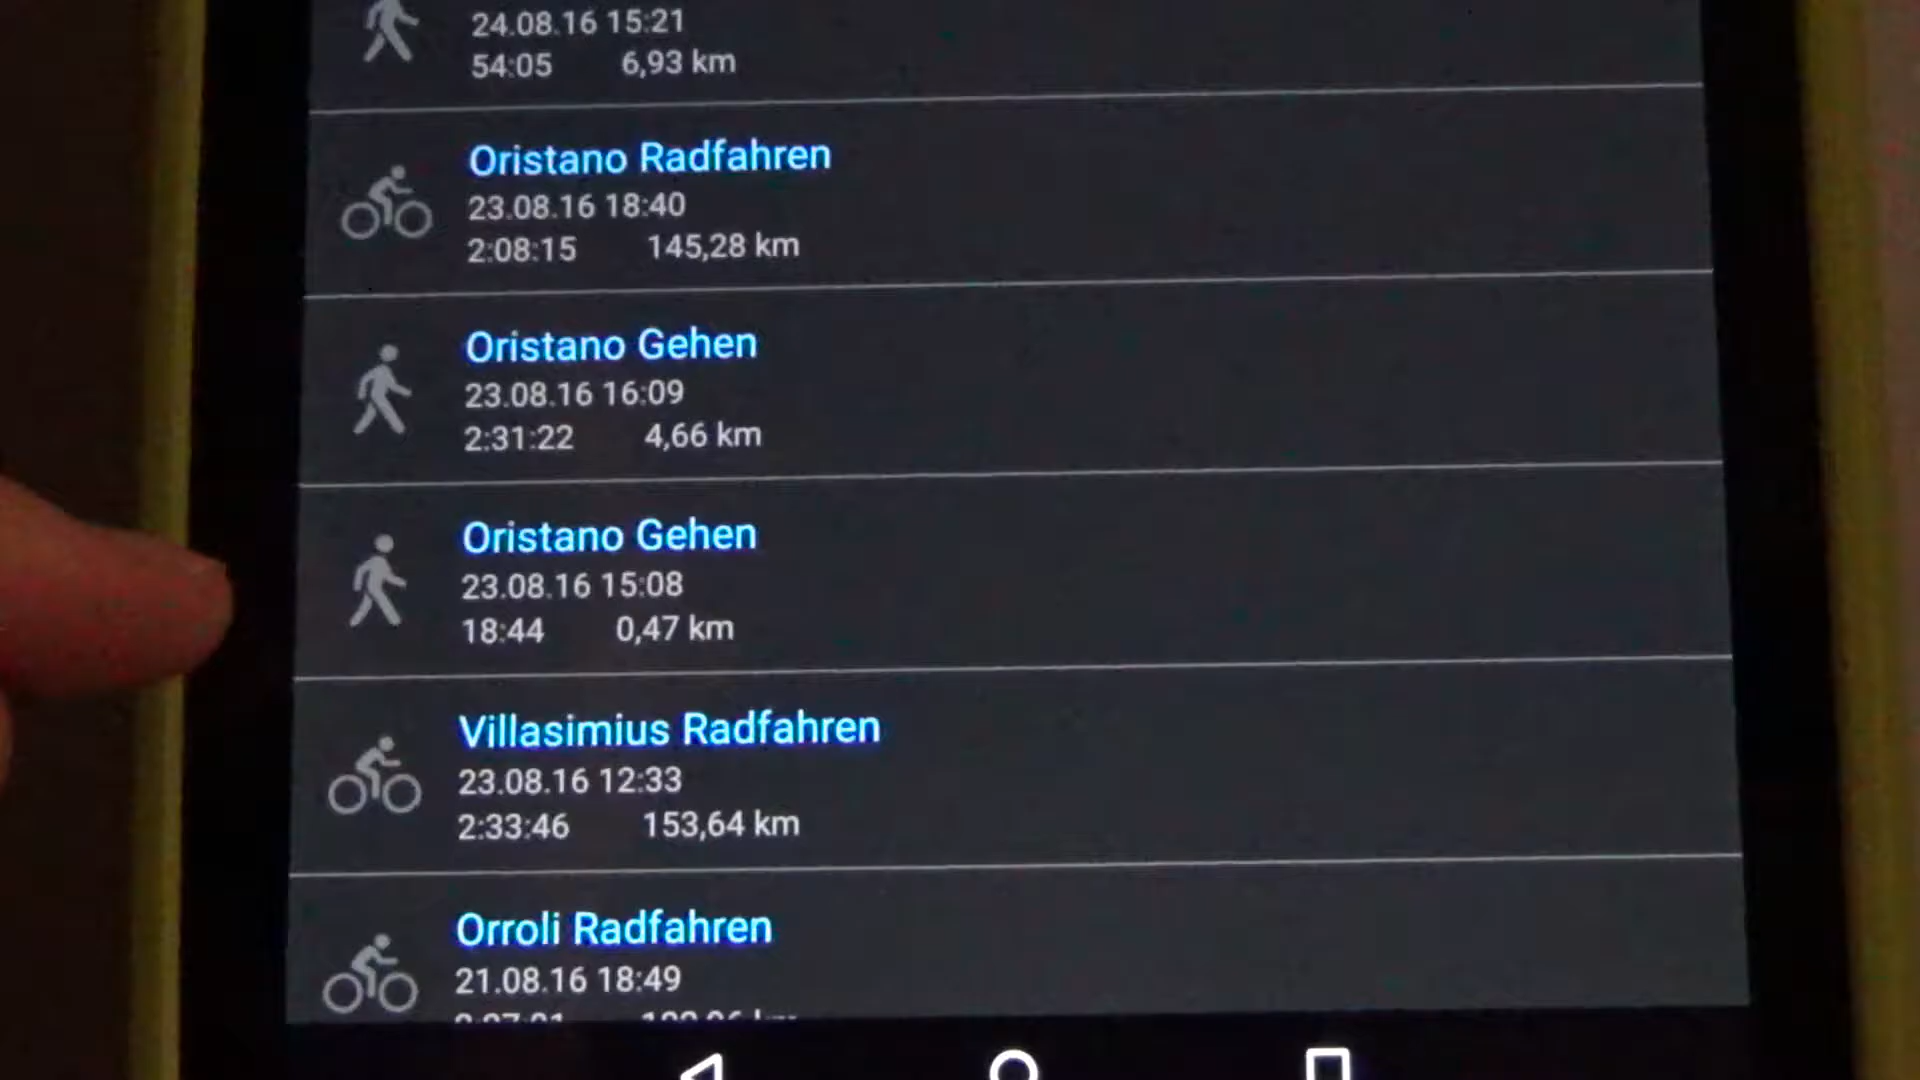 24.08.16 15:21
54:05 6,93 km
Oristano Radfahren
23.08.16 18:40
2:08:15 145,28 km
Oristano Gehen
23.08.16 16:09
2:31:22 4,66 km
Oristano Gehen
23.08.16 15:08
18:44 0,47 km
Villasimius Radfahren
23.08.16 12:33
2:33:46 153,64 km
Orroli Radfahren
21.08.16 18:49